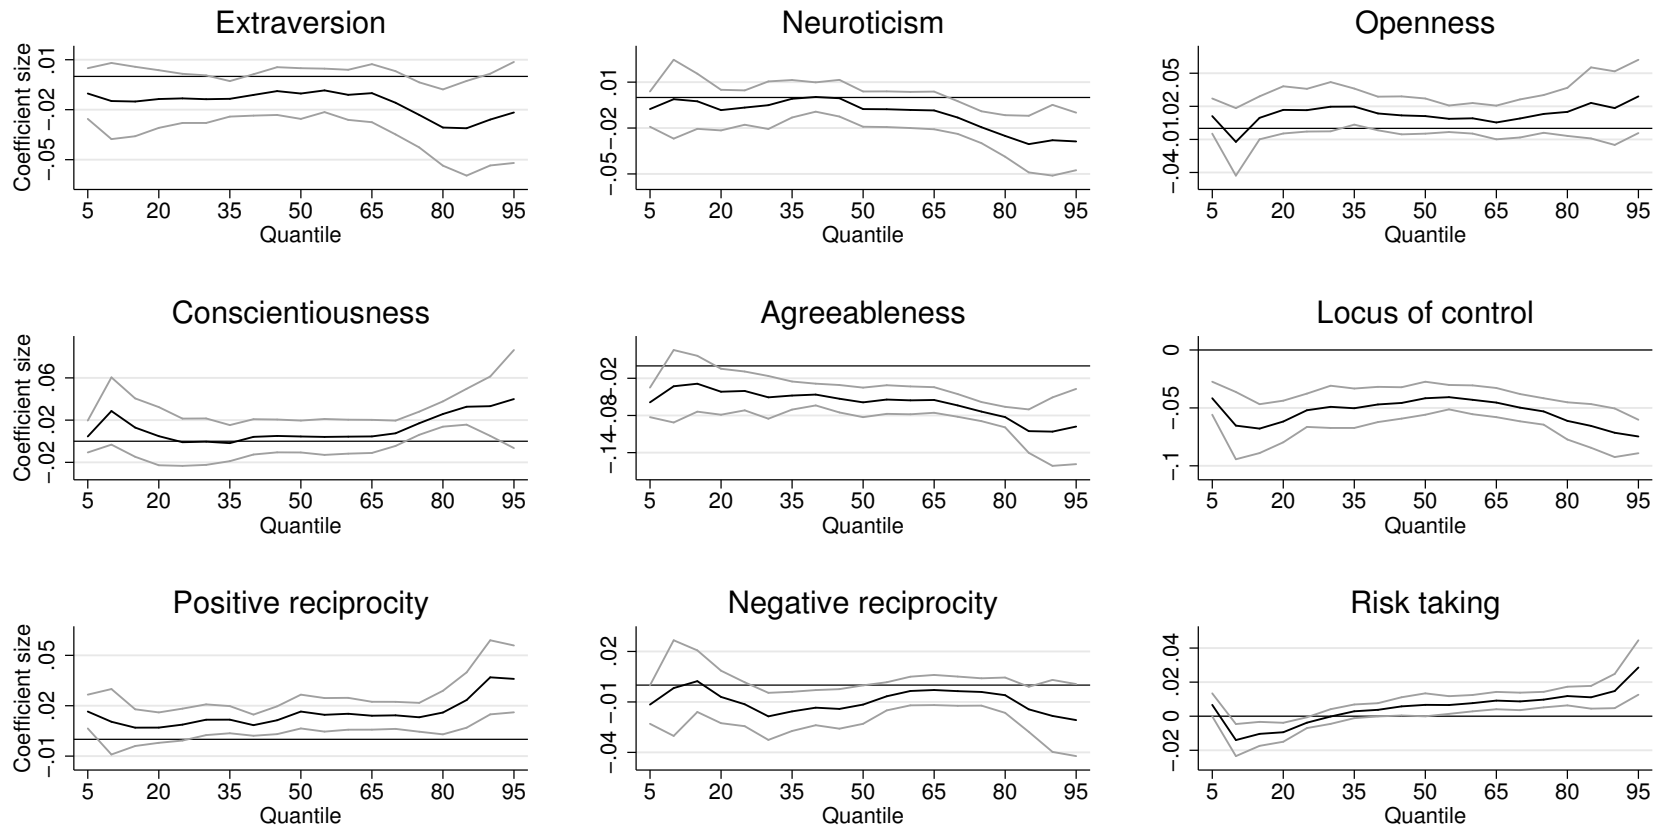 Extraversion
Coefficient size
.01
−.02
−.05
5 20 35 50 65 80 95
Quantile
Neuroticism
.01
−.02
−.05
5 20 35 50 65 80 95
Quantile
Openness
.05
.02
−.01
−.04
5 20 35 50 65 80 95
Quantile
Conscientiousness
Coefficient size
.06
.02
−.02
5 20 35 50 65 80 95
Quantile
Agreeableness
−.02
−.08
−.14
5 20 35 50 65 80 95
Quantile
Locus of control
0
−.05
−.1
5 20 35 50 65 80 95
Quantile
Positive reciprocity
Coefficient size
.05
.02
−.01
5 20 35 50 65 80 95
Quantile
Negative reciprocity
.02
−.01
−.04
5 20 35 50 65 80 95
Quantile
Risk taking
.04
.02
0
−.02
5 20 35 50 65 80 95
Quantile